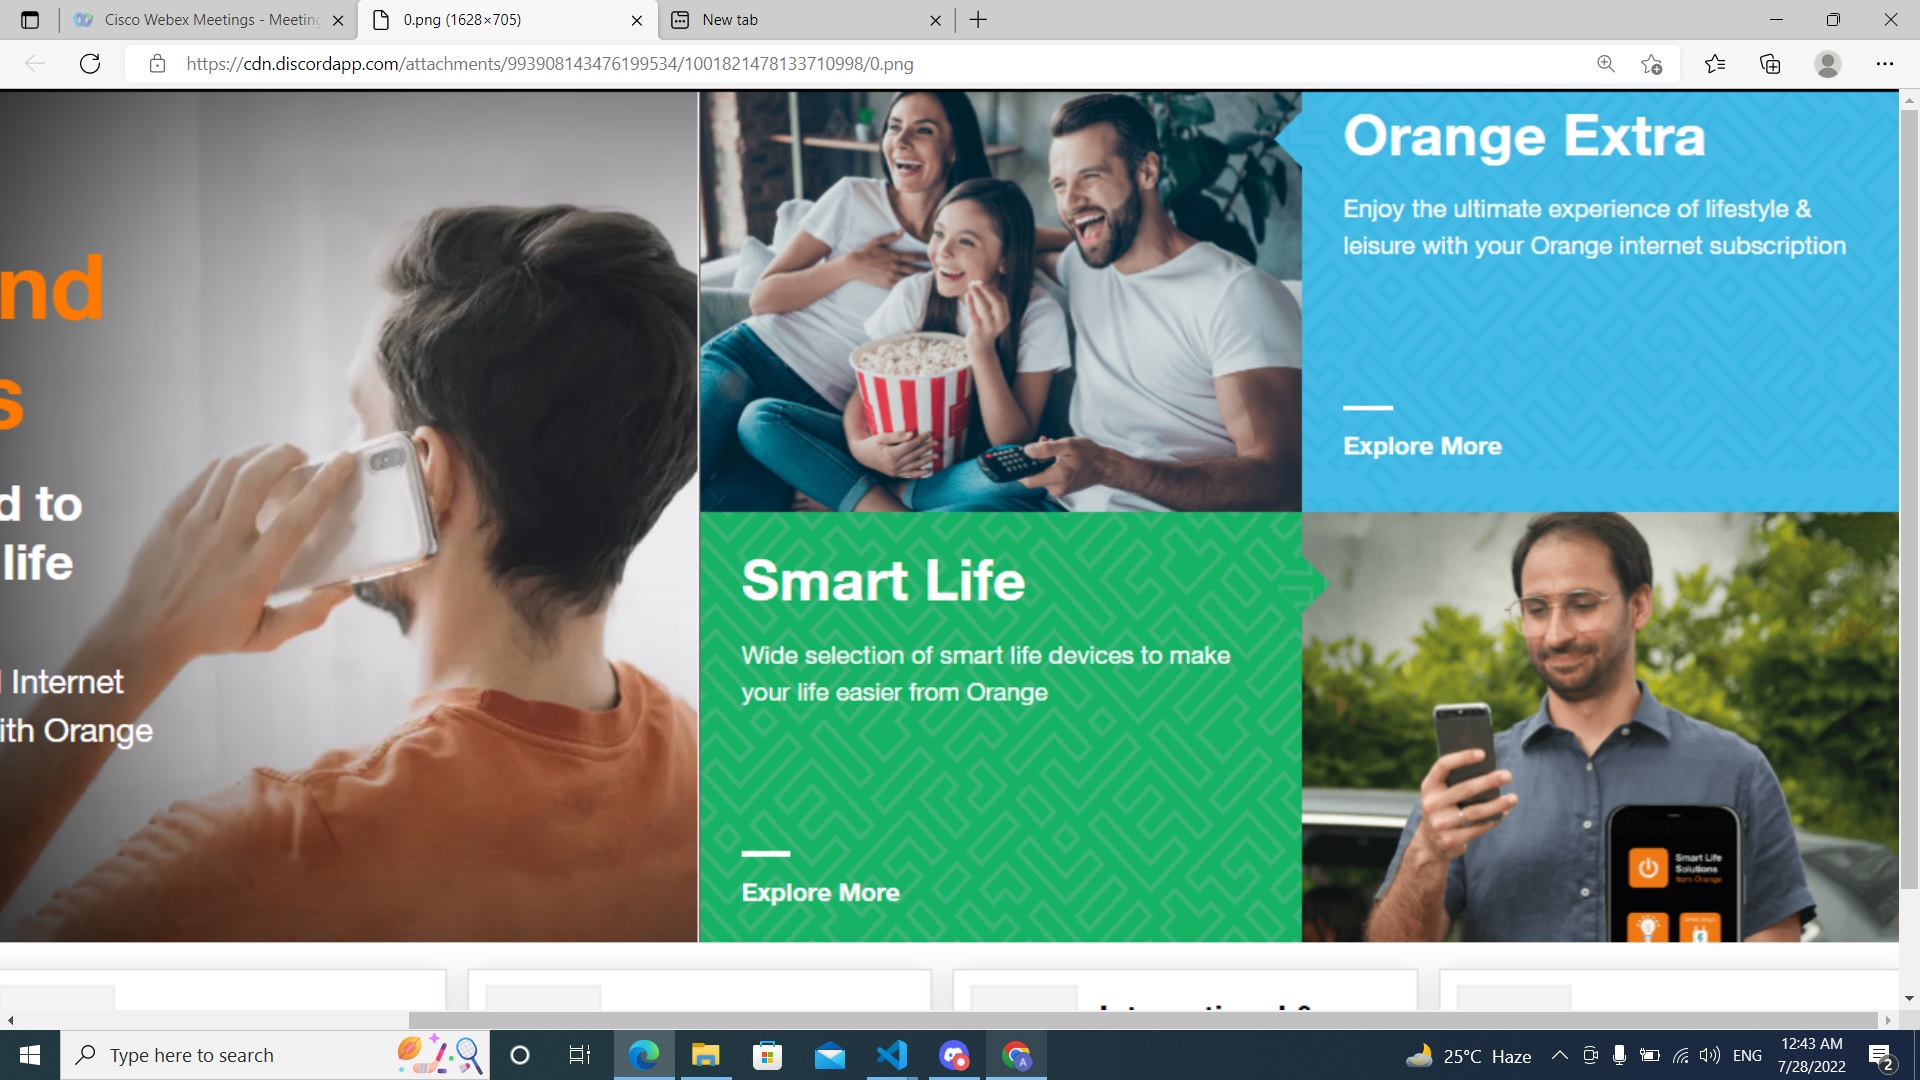 Cisco Webex Meetings - Meeting
0.png (1628×705)
New tab
https://cdn.discordapp.com/attachments/993908143476199534/1001821478133710998/0.png
nd
s
d to
life
Internet
ith Orange
Orange Extra
Enjoy the ultimate experience of lifestyle &
leisure with your Orange internet subscription
Explore More
Smart Life
Wide selection of smart life devices to make
your life easier from Orange
Explore More
Smart Life
Solutions
from Orange
Type here to search
25°C Haze
ENG
12:43 AM
7/28/2022
2